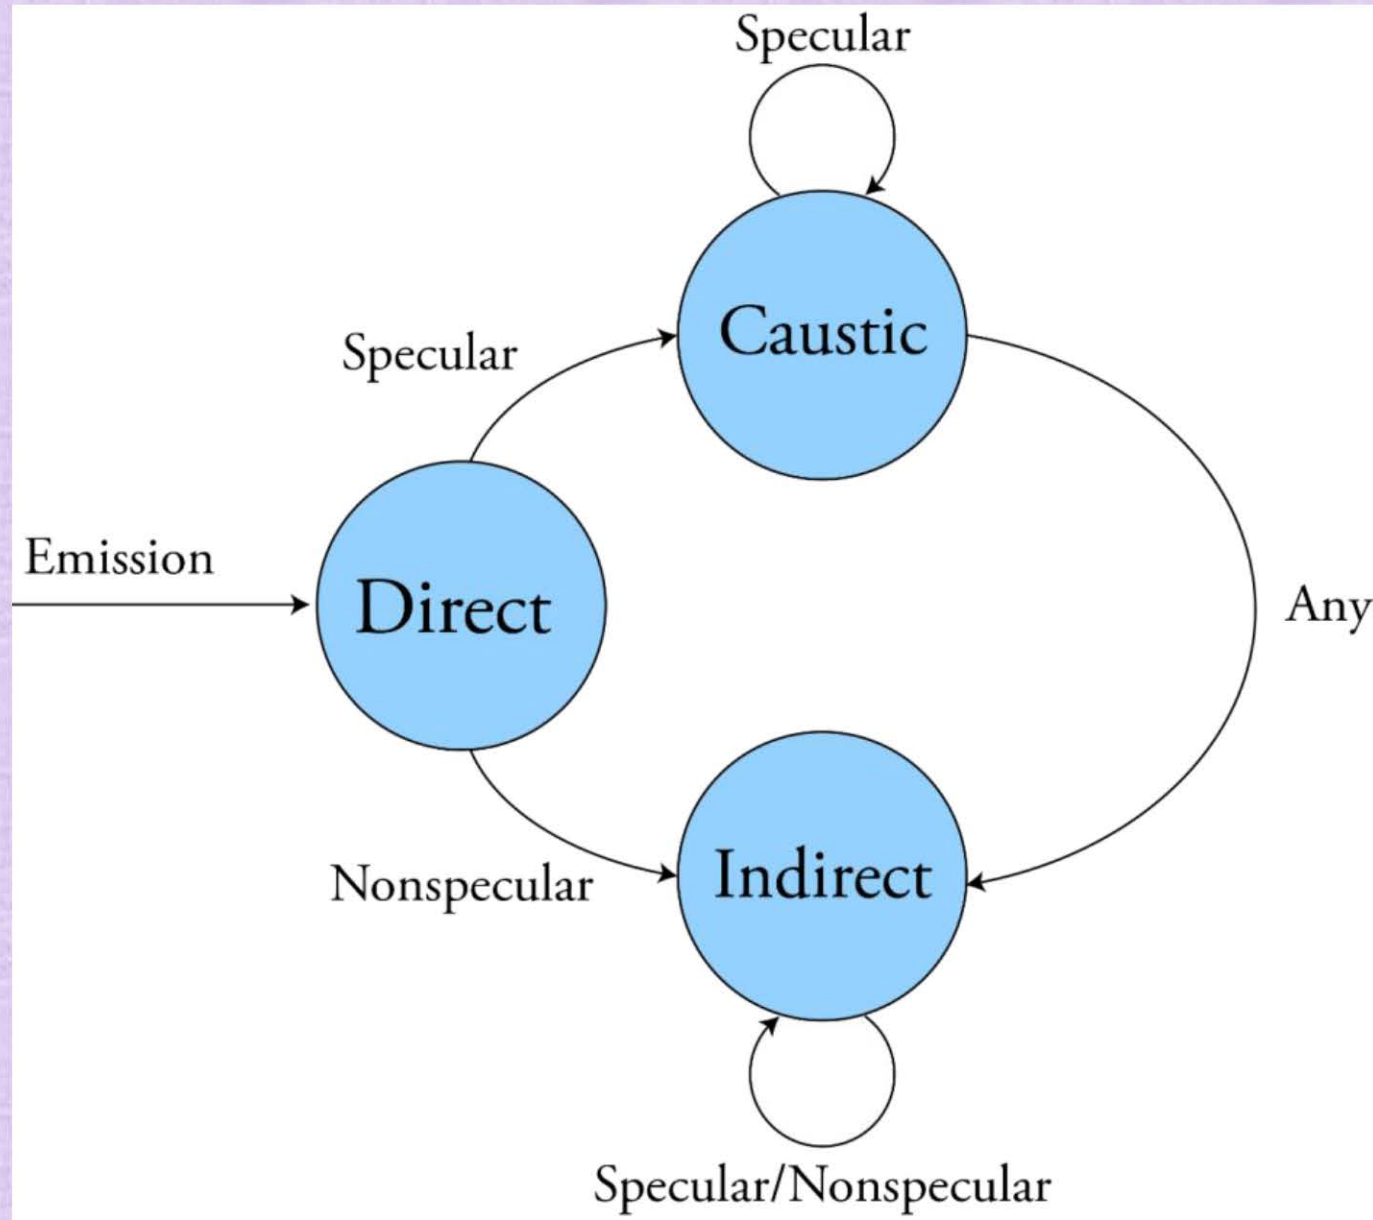 Specular
Caustic
Specular
Emission
Direct
Any
Nonspecular
Indirect
Specular/Nonspecular